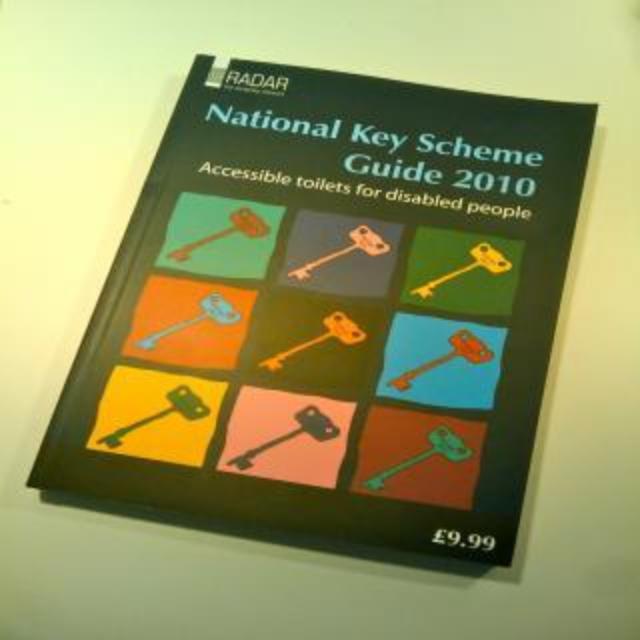 RADAR
National Key Scheme
Guide 2010
Accessible toilets for disabled people
£9.99